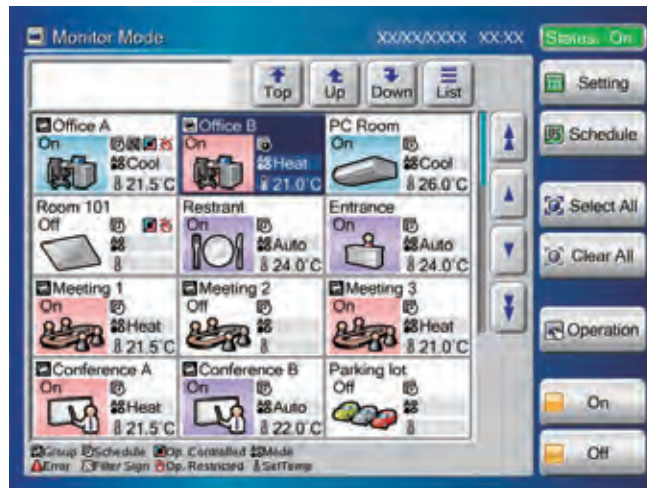 Monitor Mode XX/XX/XXXX XX:XX Status: On
Top Up Down List
Setting
Schedule
Select All
Clear All
Operation
On
Off
Office A
On
Cool
21.5°C
Office B
On
Heat
21.0°C
PC Room
On
Cool
26.0°C
Room 101
Off
Restrant
On
Auto
24.0°C
Entrance
On
Auto
24.0°C
Meeting 1
On
Heat
21.5°C
Meeting 2
Off
Meeting 3
On
Heat
21.0°C
Conference A
On
Heat
21.5°C
Conference B
On
Auto
22.0°C
Parking lot
Off
Group Schedule Op. Controlled Mode
Error Filter Sign Op. Restricted SetTemp